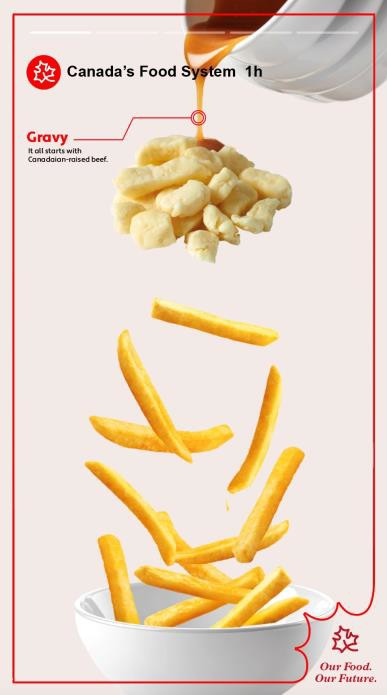 Canada's Food System 1h
Gravy
It all starts with
Canadaian-raised beef.
Our Food.
Our Future.